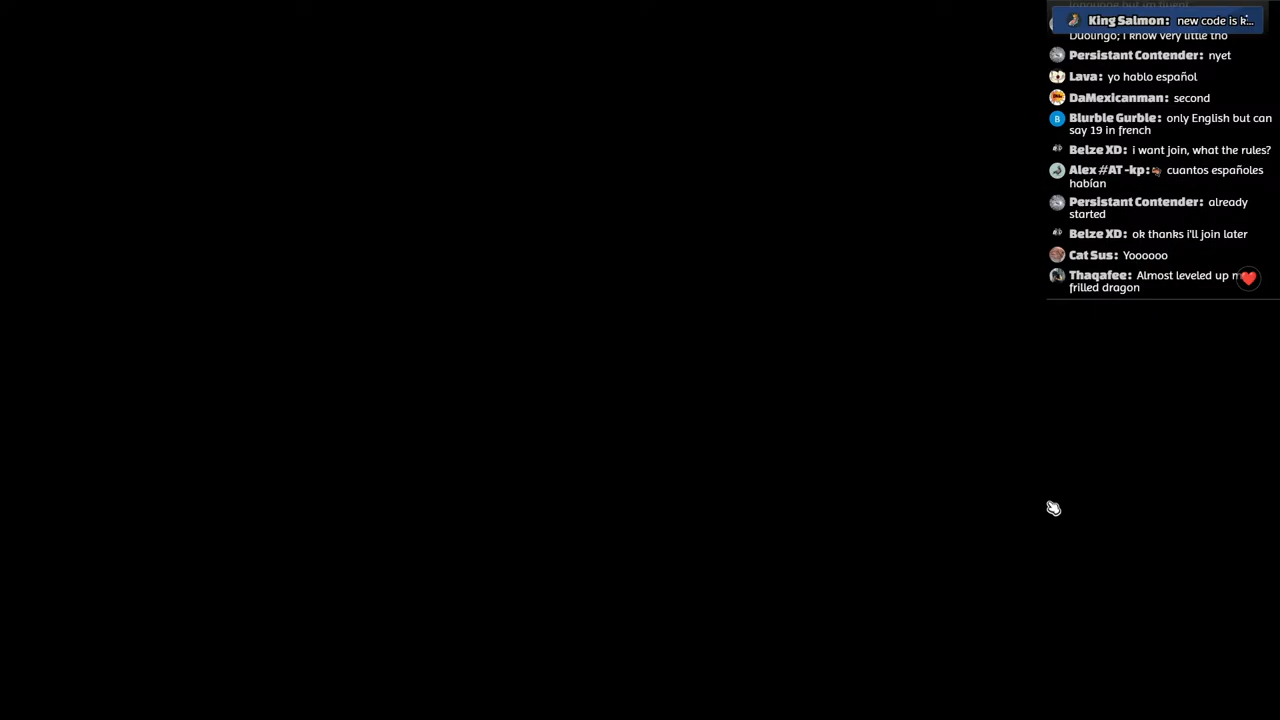 King Salmon: new code is k...
Duolingo; i know very little tho
Persistant Contender: nyet
Lava: yo hablo español
DaMexicanman: second
Blurble Gurble: only English but can
say 19 in french
Belze XD: i want join, what the rules?
Alex #AT -kp: cuantos españoles
habían
Persistant Contender: already
started
Belze XD: ok thanks i'll join later
Cat Sus: Yoooooo
Thaqafee: Almost leveled up
frilled dragon